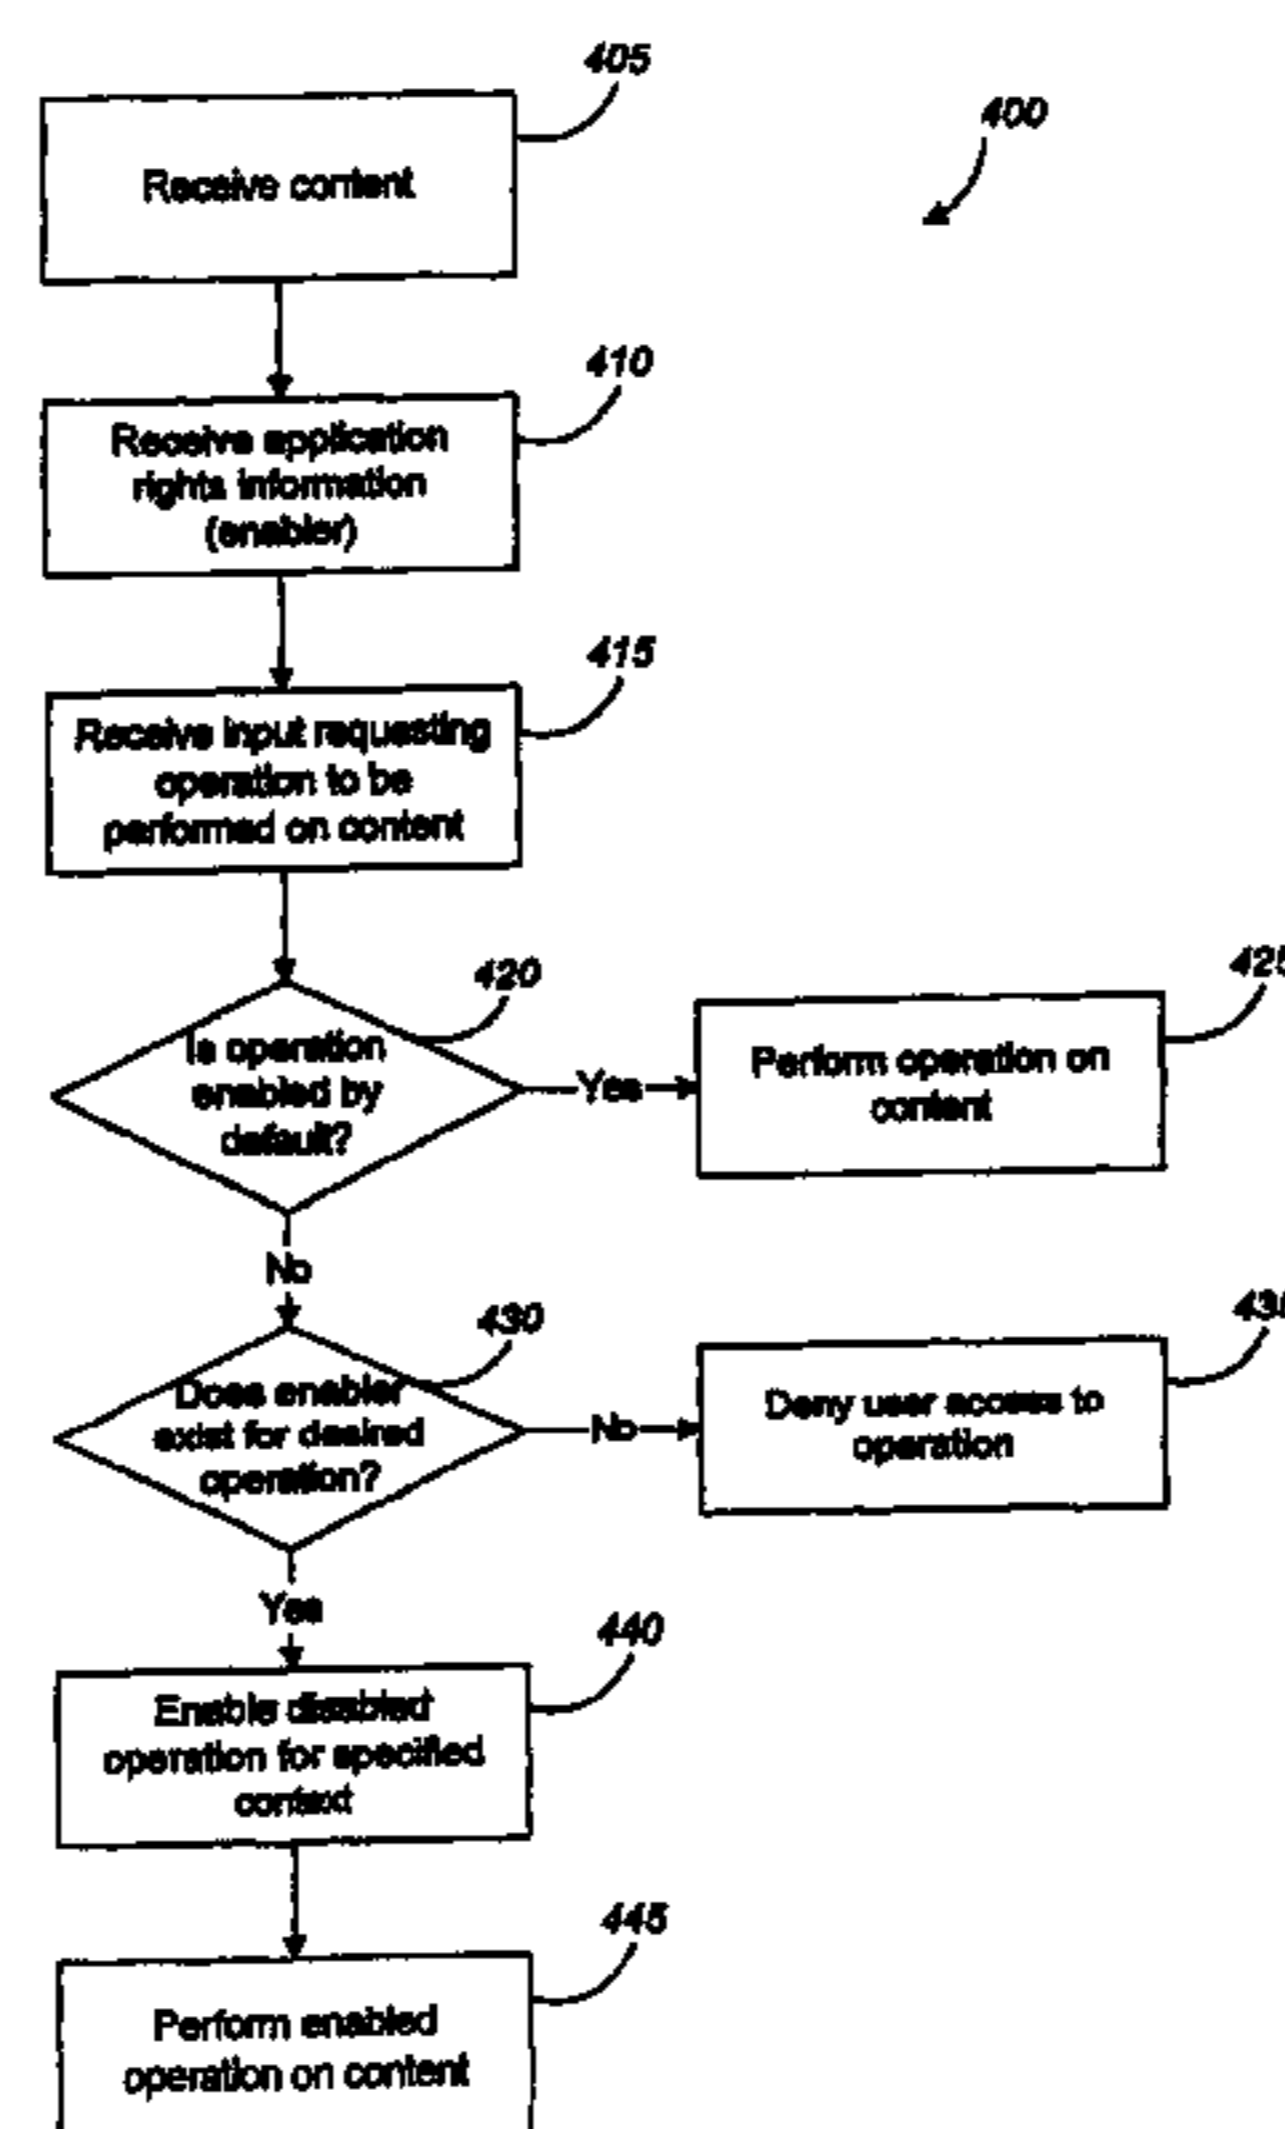 405
400
Receive content
410
Receive application
rights information
(enabler)
415
Receive input requesting
operation to be
performed on content
420
Is operation
enabled by
default?
Yes
425
Perform operation on
content
No
430
Does enabler
exist for desired
operation?
No
Deny user access to
operation
Yes
440
Enable disabled
operation for specified
context
445
Perform enabled
operation on content